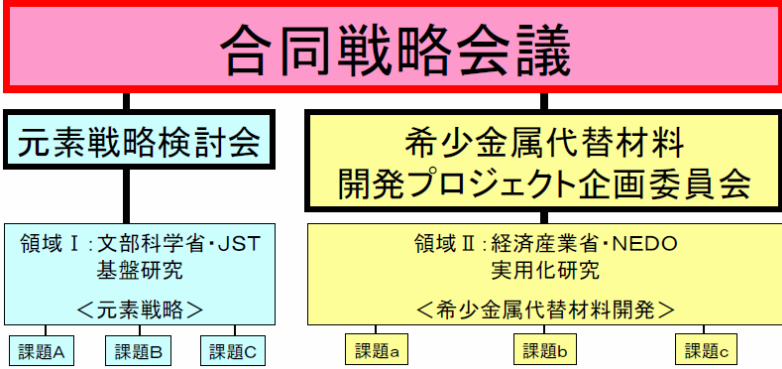 合同戦略会議
元素戦略検討会
希少金属代替材料
開発プロジェクト企画委員会
領域Ⅰ:文部科学省・JST
基盤研究
<元素戦略>
領域Ⅱ:経済産業省・NEDO
実用化研究
<希少金属代替材料開発>
課題A
課題B
課題C
課題a
課題b
課題c